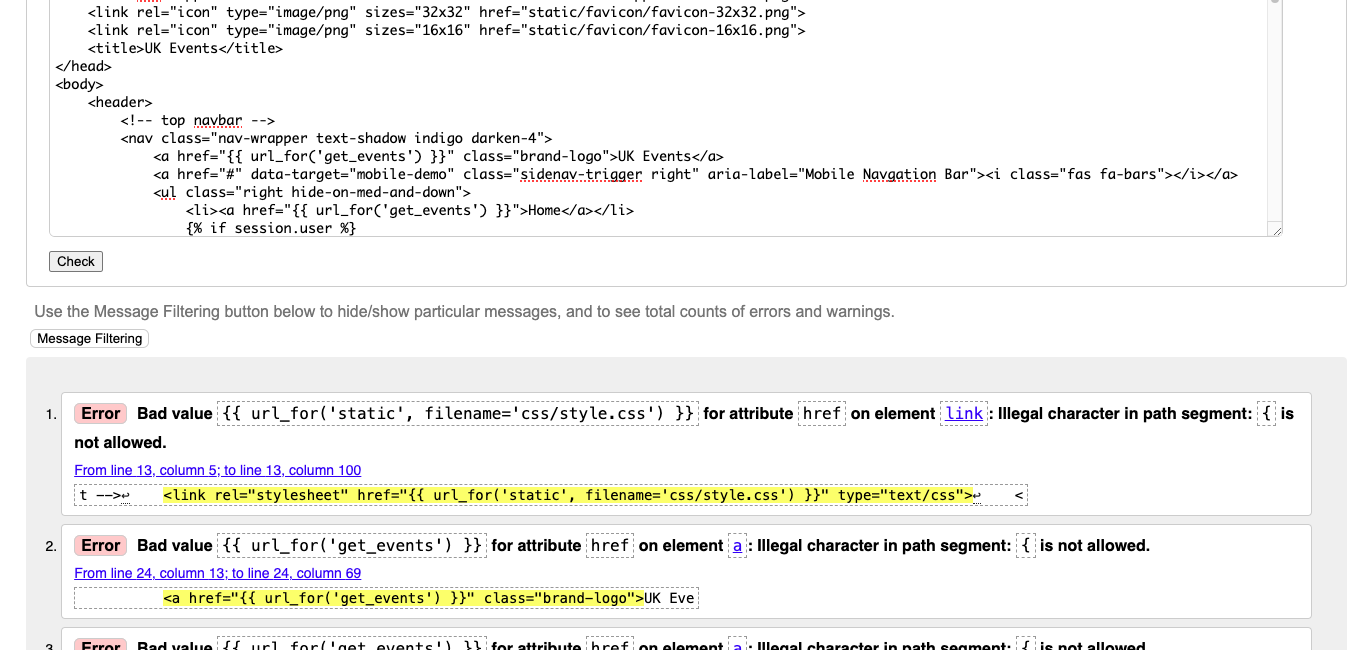 <link rel="icon" type="image/png" sizes="32x32" href="static/favicon/favicon-32x32.png">
<link rel="icon" type="image/png" sizes="16x16" href="static/favicon/favicon-16x16.png">
<title>UK Events</title>
</head>
<body>
<header>
<!-- top navbar -->
<nav class="nav-wrapper text-shadow indigo darken-4">
<a href="{{ url_for('get_events') }}" class="brand-logo">UK Events</a>
<a href="#" data-target="mobile-demo" class="sidenav-trigger right" aria-label="Mobile Navgation Bar"><i class="fas fa-bars"></i></a>
<ul class="right hide-on-med-and-down">
<li><a href="{{ url_for('get_events') }}">Home</a></li>
{% if session.user %}
Check
Use the Message Filtering button below to hide/show particular messages, and to see total counts of errors and warnings.
Message Filtering
1. Error Bad value {{ url_for('static', filename='css/style.css') }} for attribute href on element link: Illegal character in path segment: { is
not allowed.
From line 13, column 5; to line 13, column 100
t -->↩ <link rel="stylesheet" href="{{ url_for('static', filename='css/style.css') }}" type="text/css">↩ <
2. Error Bad value {{ url_for('get_events') }} for attribute href on element a: Illegal character in path segment: { is not allowed.
From line 24, column 13; to line 24, column 69
<a href="{{ url_for('get_events') }}" class="brand-logo">UK Eve
3. Error Bad value {{ url_for('get_events') }} for attribute href on element a: Illegal character in path segment: { is not allowed.